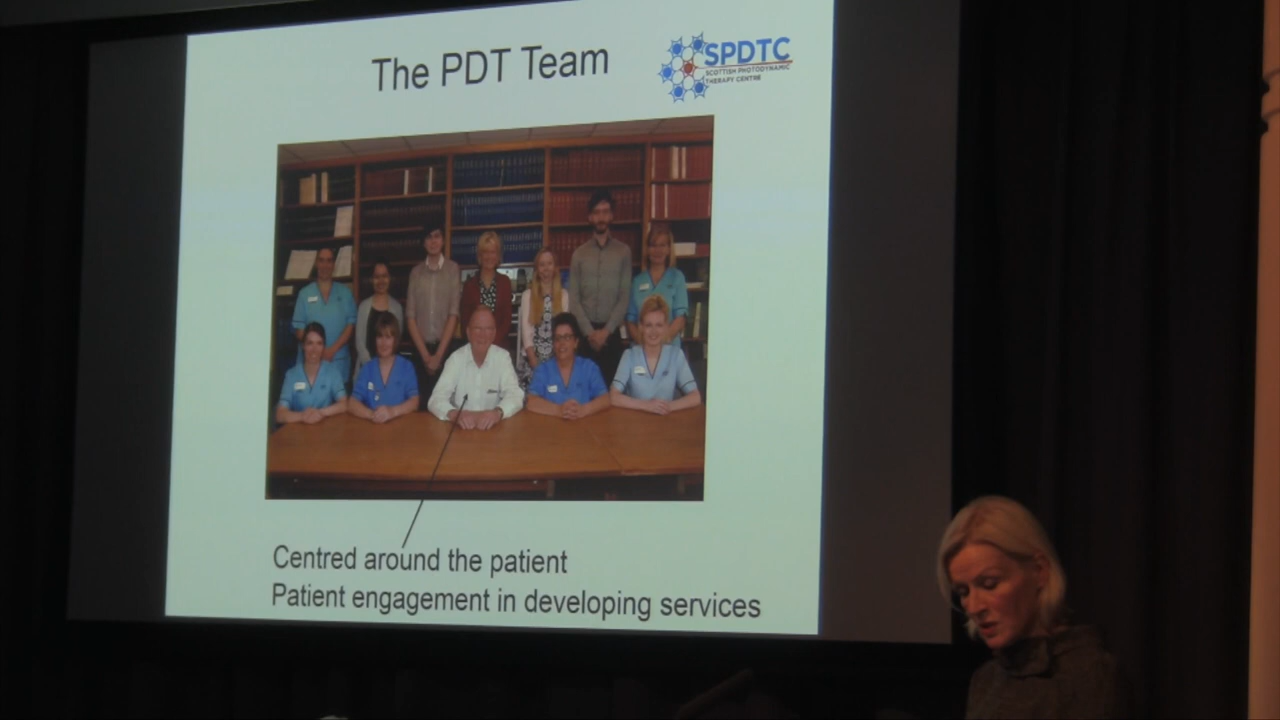 The PDT Team
SPDTC
SCOTTISH PHOTODYNAMIC
THERAPY CENTRE
Centred around the patient
Patient engagement in developing services